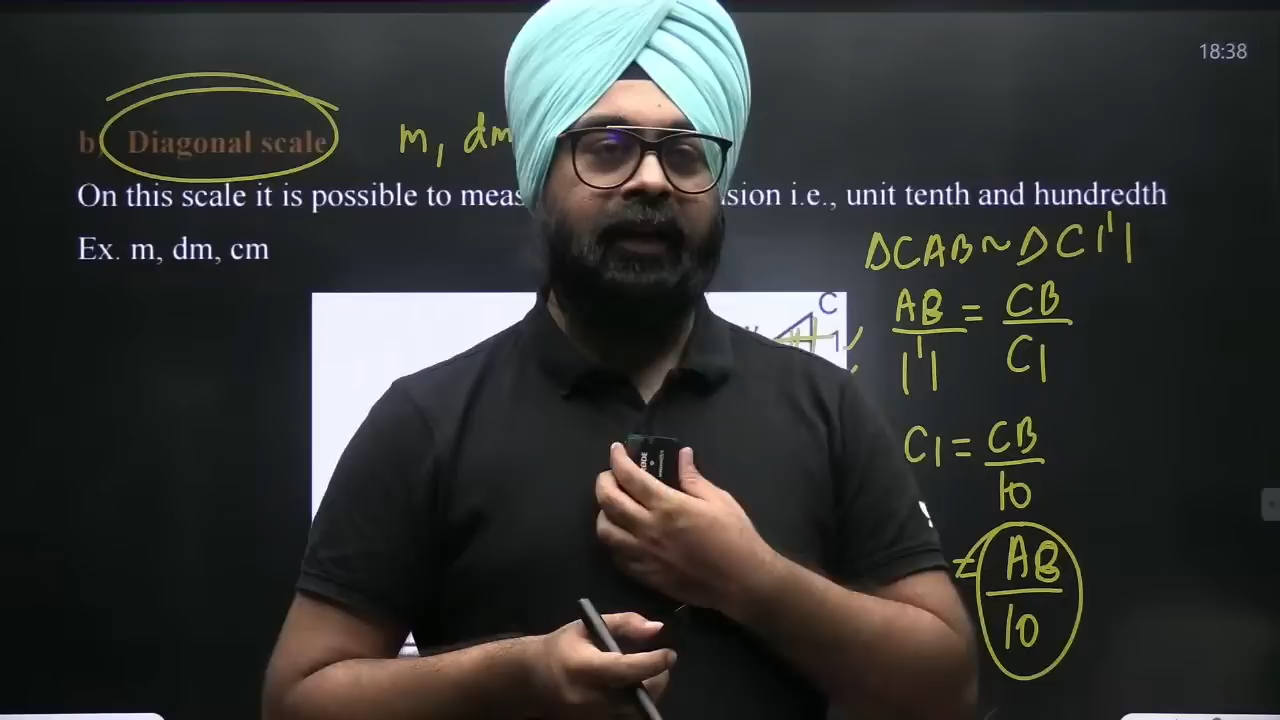 18:38
b) Diagonal scale m, dm
On this scale it is possible to meas sion i.e., unit tenth and hundredth
Ex. m, dm, cm
ΔCAB ~ ΔC1'1
AB/1'1 = CB/C1
C
1
C1 = CB/10
= AB/10